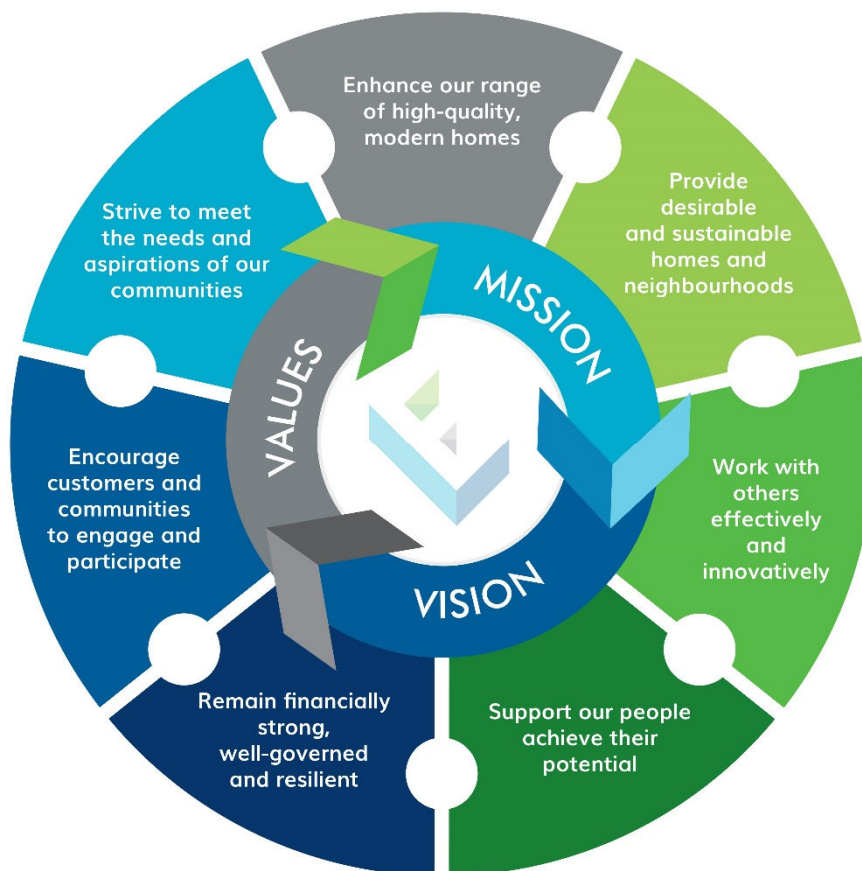 Enhance our range
of high-quality,
modern homes
Provide
desirable
and sustainable
homes and
neighbourhoods
Work with
others
effectively
and
innovatively
Support our people
achieve their
potential
Remain financially
strong,
well-governed
and resilient
Encourage
customers and
communities
to engage and
participate
Strive to meet
the needs and
aspirations of our
communities
MISSION
VISION
VALUES